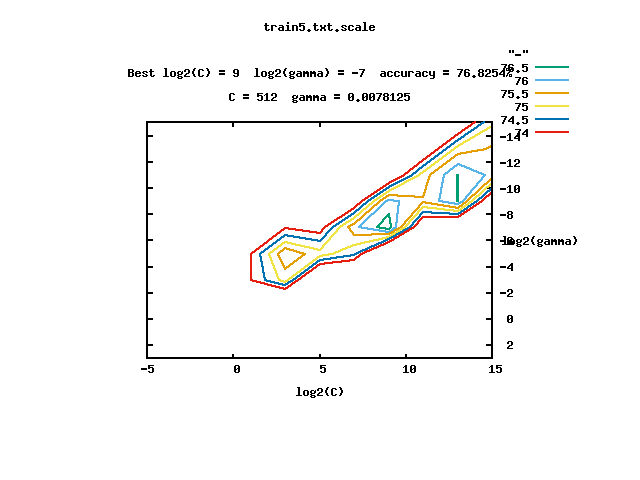 train5.txt.scale
"-"
Best log2(C) = 9  log2(gamma) = -7  accuracy = 76.8254%
76.5
76
C = 512  gamma = 0.0078125
75.5
75
74.5
74
-14
-12
-10
-8
-6
log2(gamma)
-4
-2
0
2
-5 0 5 10 15
log2(C)